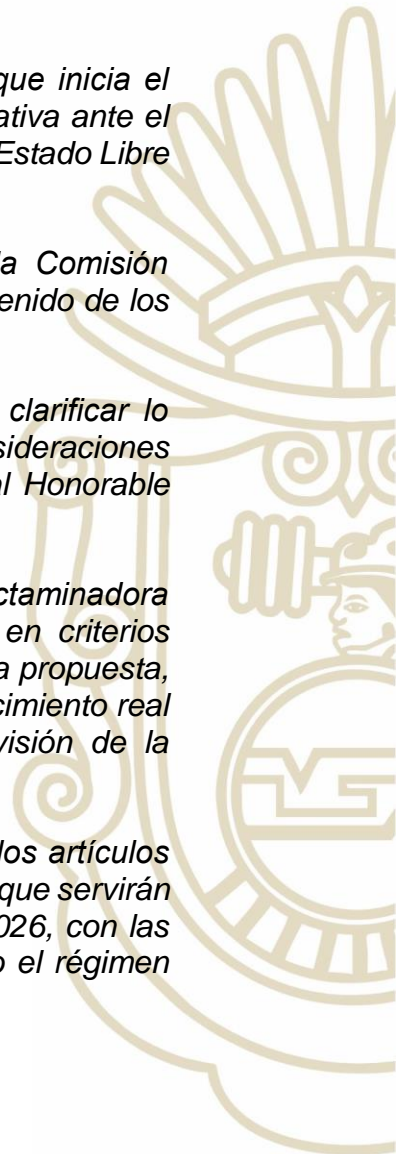 que inicia el
ativa ante el
Estado Libre
a Comisión
enido de los
clarificar lo
sideraciones
al Honorable
ctaminadora
en criterios
a propuesta,
cimiento real
visión de la
los artículos
que servirán
026, con las
o el régimen